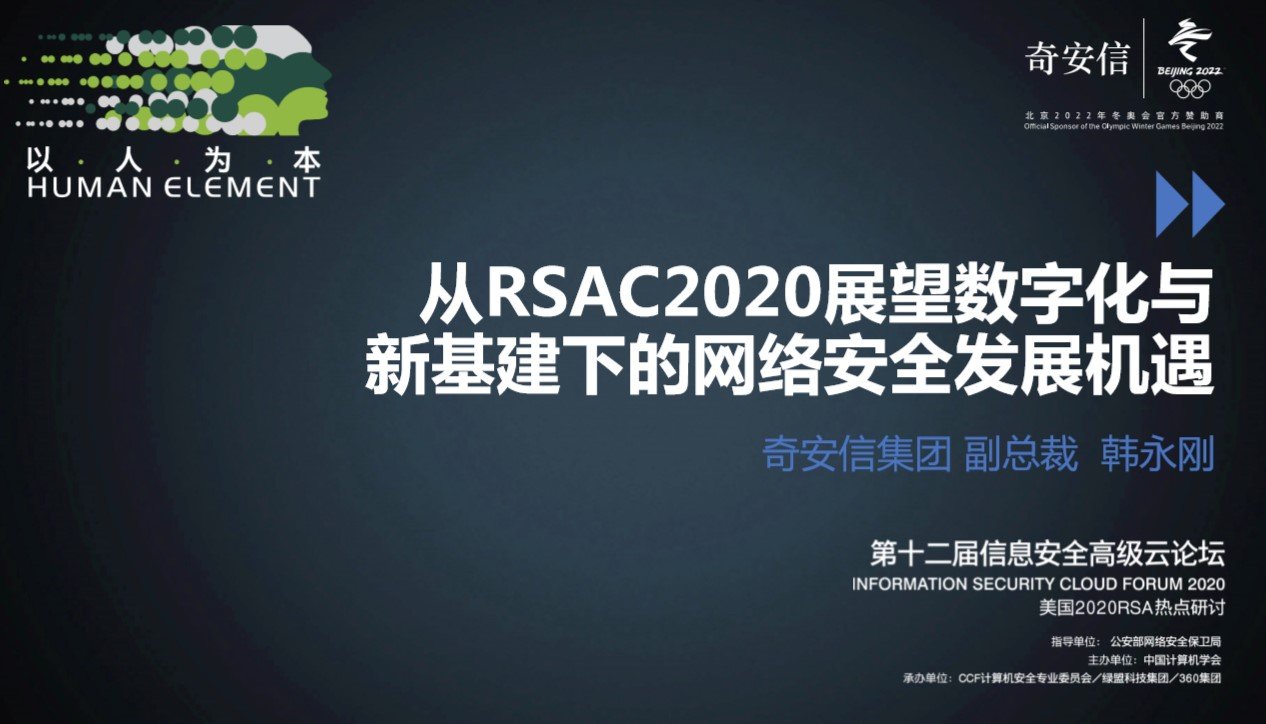 以·人·为·本
HUMAN ELEMENT
奇安信
BEIJING 2022
北京2022年冬奥会官方赞助商
Official Sponsor of the Olympic Winter Games Beijing 2022
从RSAC2020展望数字化与
新基建下的网络安全发展机遇
奇安信集团 副总裁 韩永刚
第十二届信息安全高级云论坛
INFORMATION SECURITY CLOUD FORUM 2020
美国2020RSA热点研讨
指导单位： 公安部网络安全保卫局
主办单位：中国计算机学会
承办单位：CCF计算机安全专业委员会／绿盟科技集团／360集团